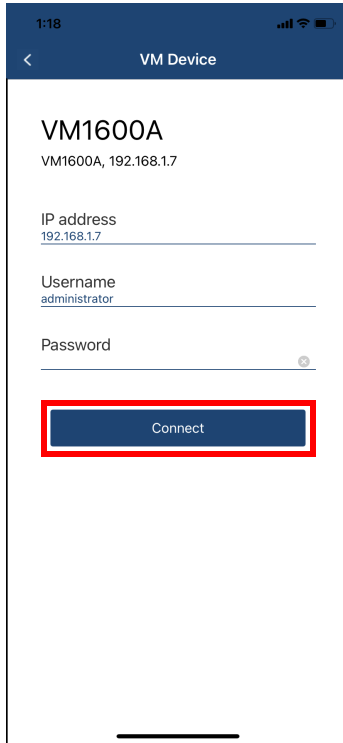 1:18
VM Device
VM1600A
VM1600A, 192.168.1.7
IP address
192.168.1.7
Username
administrator
Password
Connect